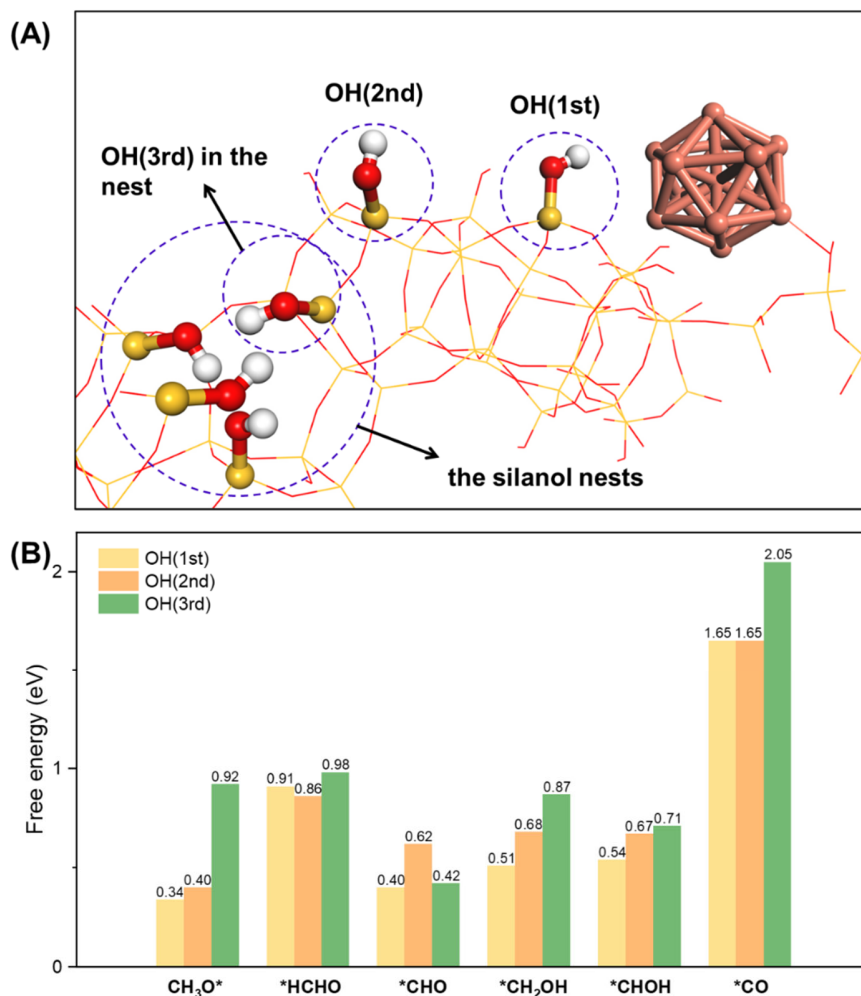 (A)
OH(2nd)
OH(1st)
OH(3rd) in the
nest
the silanol nests
(B)
OH(1st)
OH(2nd)
OH(3rd)
Free energy (eV)
2
1
0
0.34
0.40
0.92
0.91
0.86
0.98
0.40
0.62
0.42
0.51
0.68
0.87
0.54
0.67
0.71
1.65
1.65
2.05
CH₃O*
*HCHO
*CHO
*CH₂OH
*CHOH
*CO